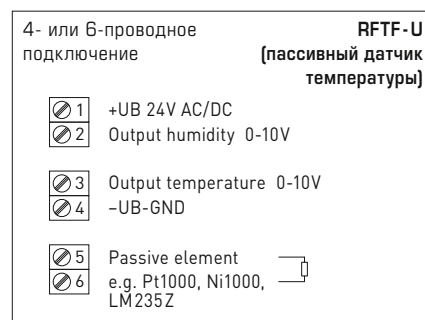 4- или 6-проводное
подключение
RFTF-U
(пассивный датчик
температуры)
1 +UB 24V AC/DC
2 Output humidity 0-10V
3 Output temperature 0-10V
4 –UB-GND
5 Passive element
6 e.g. Pt1000, Ni1000,
LM235Z